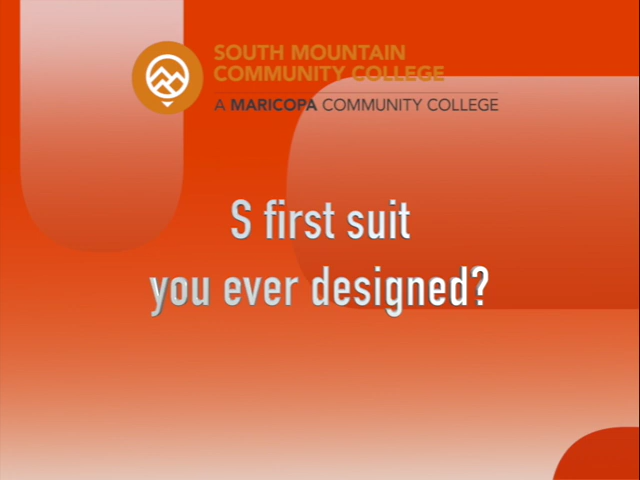 SOUTH MOUNTAIN
COMMUNITY COLLEGE
A MARICOPA COMMUNITY COLLEGE
S first suit
you ever designed?